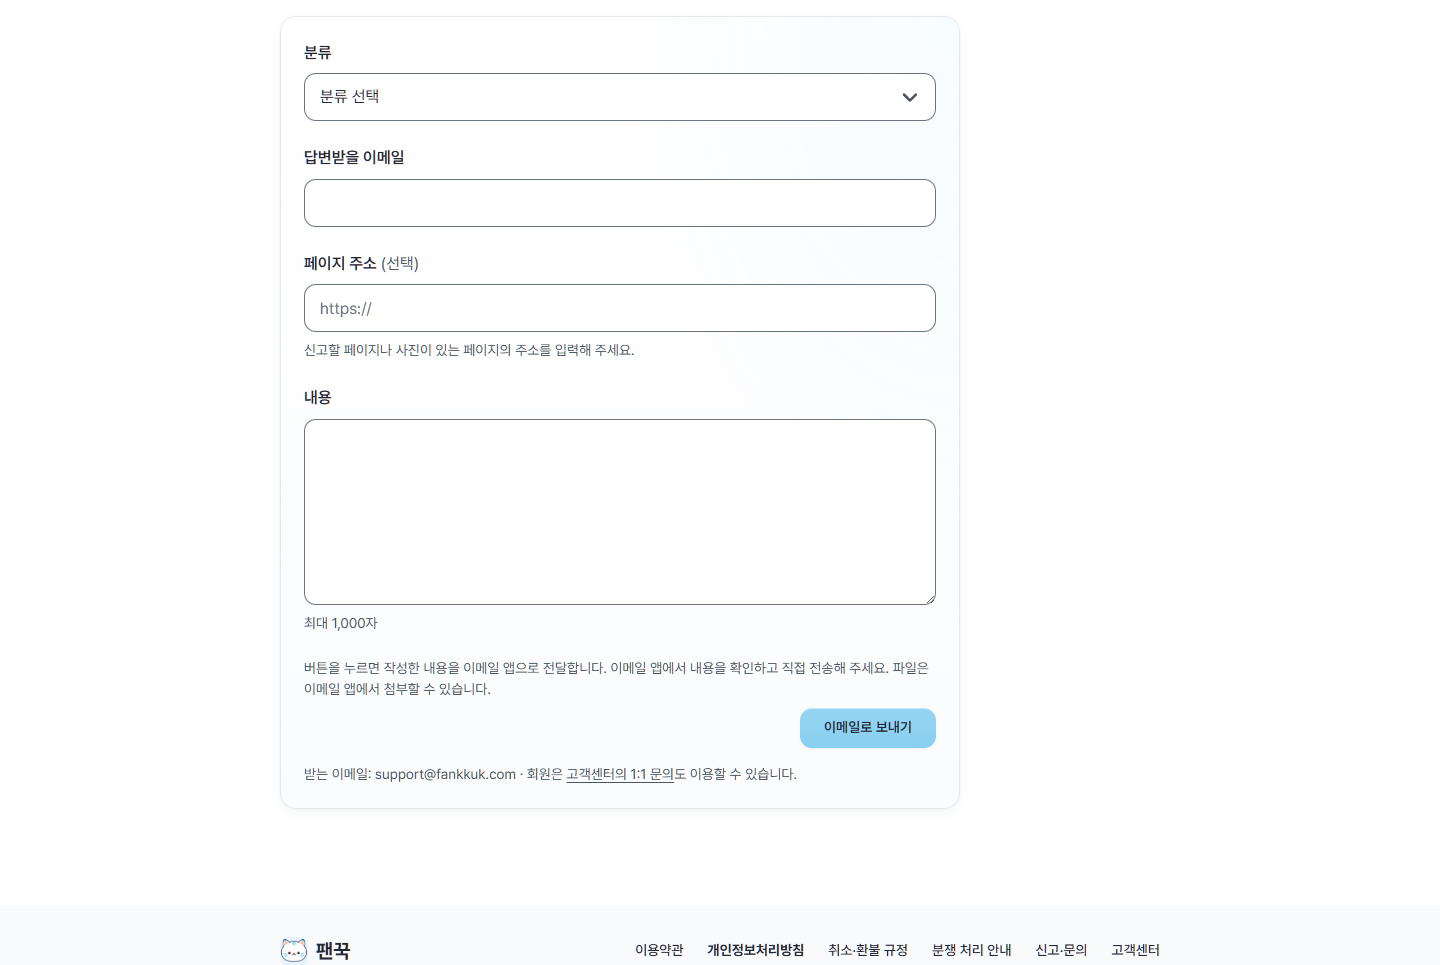 분류
분류 선택
답변받을 이메일
페이지 주소 (선택)
https://
신고할 페이지나 사진이 있는 페이지의 주소를 입력해 주세요.
내용
최대 1,000자
버튼을 누르면 작성한 내용을 이메일 앱으로 전달합니다. 이메일 앱에서 내용을 확인하고 직접 전송해 주세요. 파일은
이메일 앱에서 첨부할 수 있습니다.
이메일로 보내기
받는 이메일: support@fankkuk.com · 회원은 고객센터의 1:1 문의도 이용할 수 있습니다.
팬꾹 이용약관 개인정보처리방침 취소·환불 규정 분쟁 처리 안내 신고·문의 고객센터